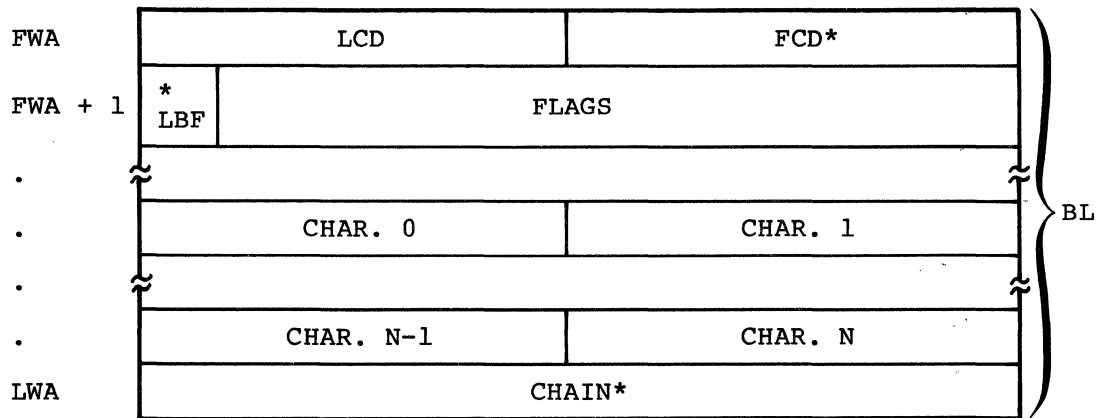 FWA LCD FCD*
FWA + 1 * LBF FLAGS
.
. CHAR. 0 CHAR. 1 BL
.
. CHAR. N-1 CHAR. N
LWA CHAIN*